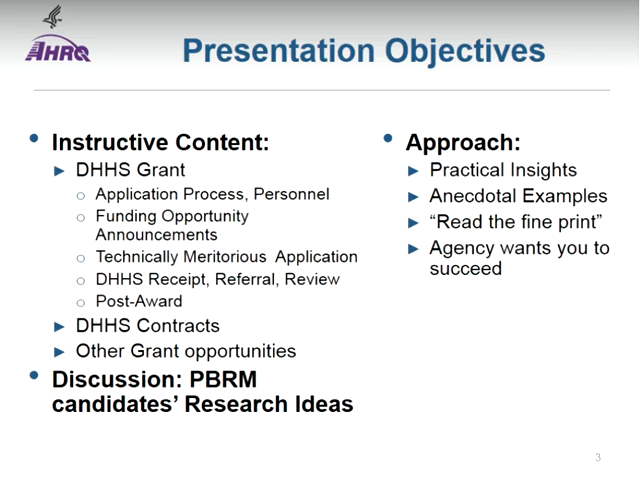 AHRQ
Presentation Objectives
• Instructive Content:
► DHHS Grant
o Application Process, Personnel
o Funding Opportunity
Announcements
o Technically Meritorious Application
o DHHS Receipt, Referral, Review
o Post-Award
► DHHS Contracts
► Other Grant opportunities
• Discussion: PBRM
candidates’ Research Ideas
• Approach:
► Practical Insights
► Anecdotal Examples
► “Read the fine print”
► Agency wants you to
succeed
3